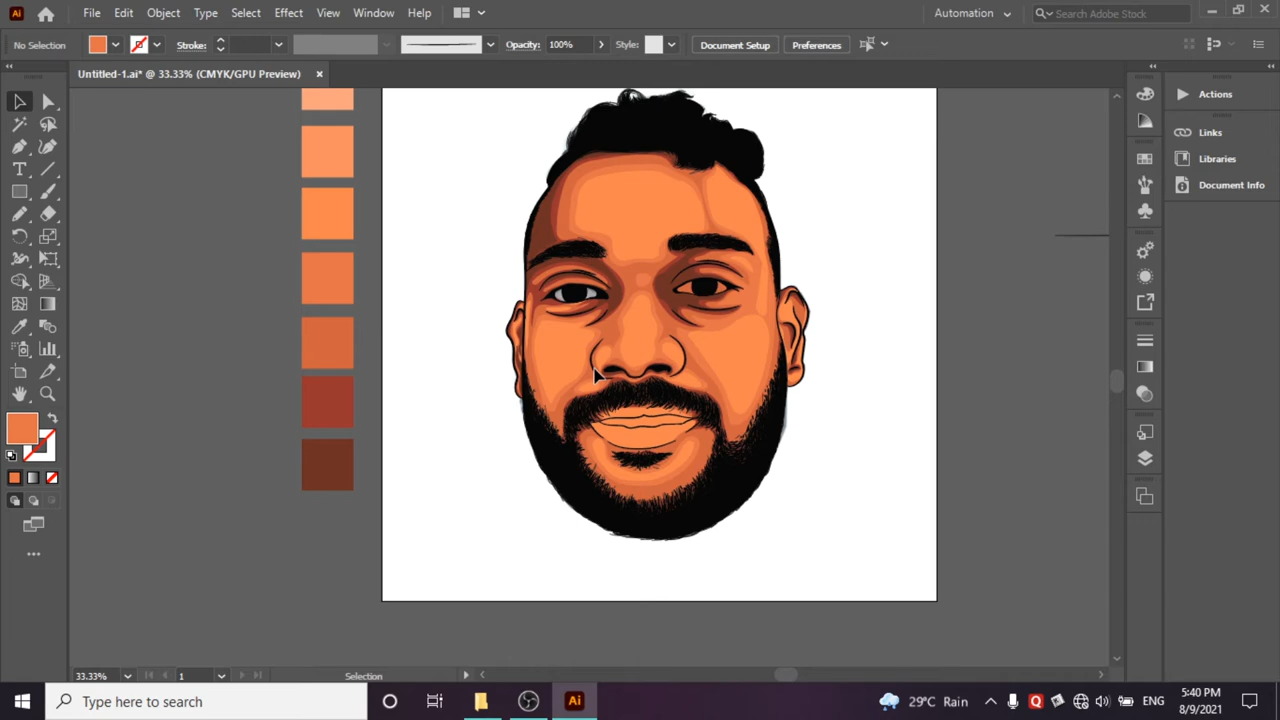 Ai File Edit Object Type Select Effect View Window Help Automation Search Adobe Stock
No Selection Stroke: Opacity: 100% Style: Document Setup Preferences
Untitled-1.ai* @ 33.33% (CMYK/GPU Preview)
Actions
Links
Libraries
Document Info
33.33% 1 Selection
Type here to search Ai 29°C Rain Q ENG 5:40 PM
8/9/2021